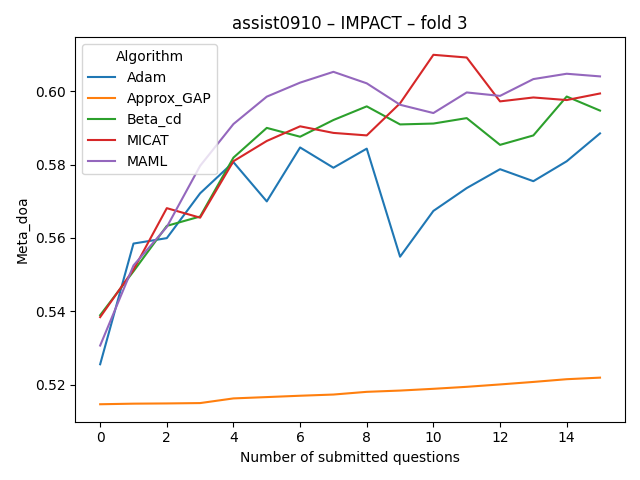 assist0910 – IMPACT – fold 3
Algorithm
Adam
Approx_GAP
Beta_cd
MICAT
MAML
Meta_doa
0.60
0.58
0.56
0.54
0.52
0 2 4 6 8 10 12 14
Number of submitted questions